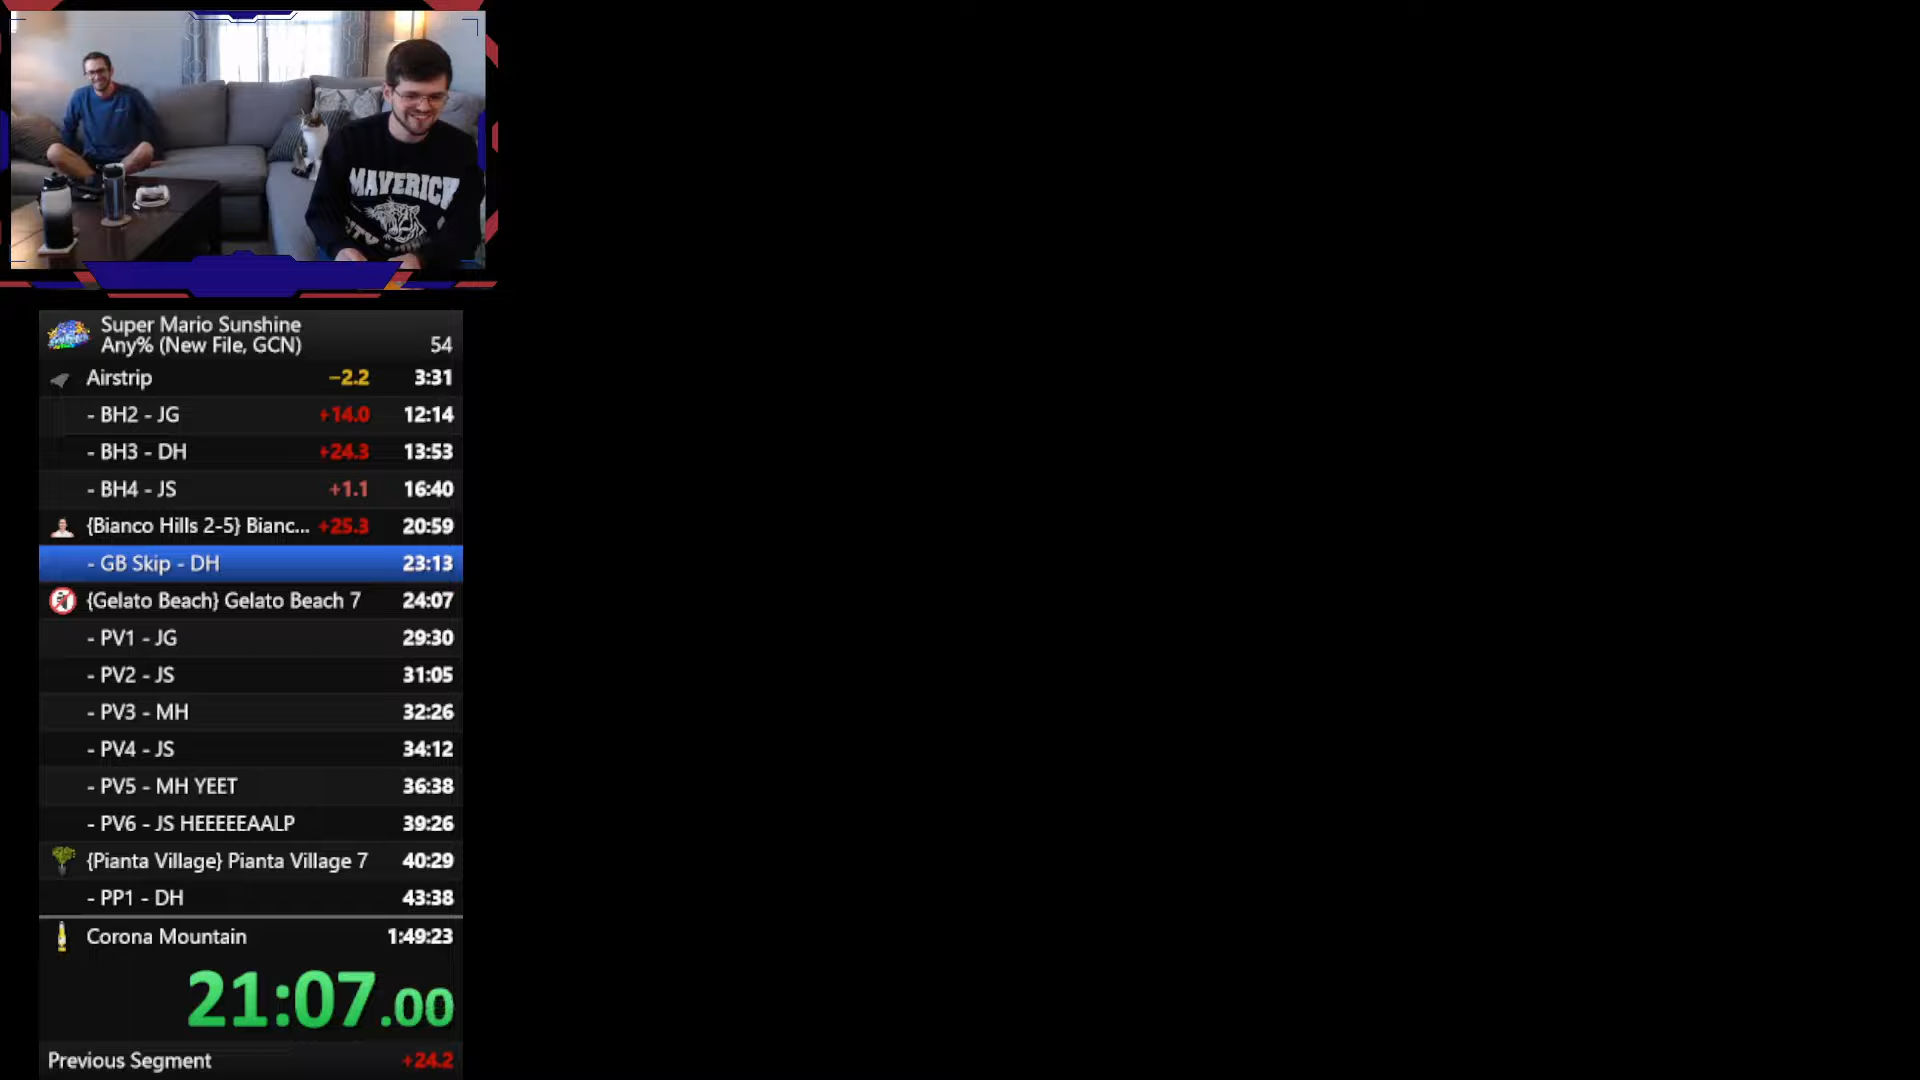 MAVERICK
Super Mario Sunshine
Any% (New File, GCN) 54
Airstrip −2.2 3:31
- BH2 - JG +14.0 12:14
- BH3 - DH +24.3 13:53
- BH4 - JS +1.1 16:40
{Bianco Hills 2-5} Bianc... +25.3 20:59
- GB Skip - DH 23:13
{Gelato Beach} Gelato Beach 7 24:07
- PV1 - JG 29:30
- PV2 - JS 31:05
- PV3 - MH 32:26
- PV4 - JS 34:12
- PV5 - MH YEET 36:38
- PV6 - JS HEEEEEAALP 39:26
{Pianta Village} Pianta Village 7 40:29
- PP1 - DH 43:38
Corona Mountain 1:49:23
21:07.00
Previous Segment +24.2